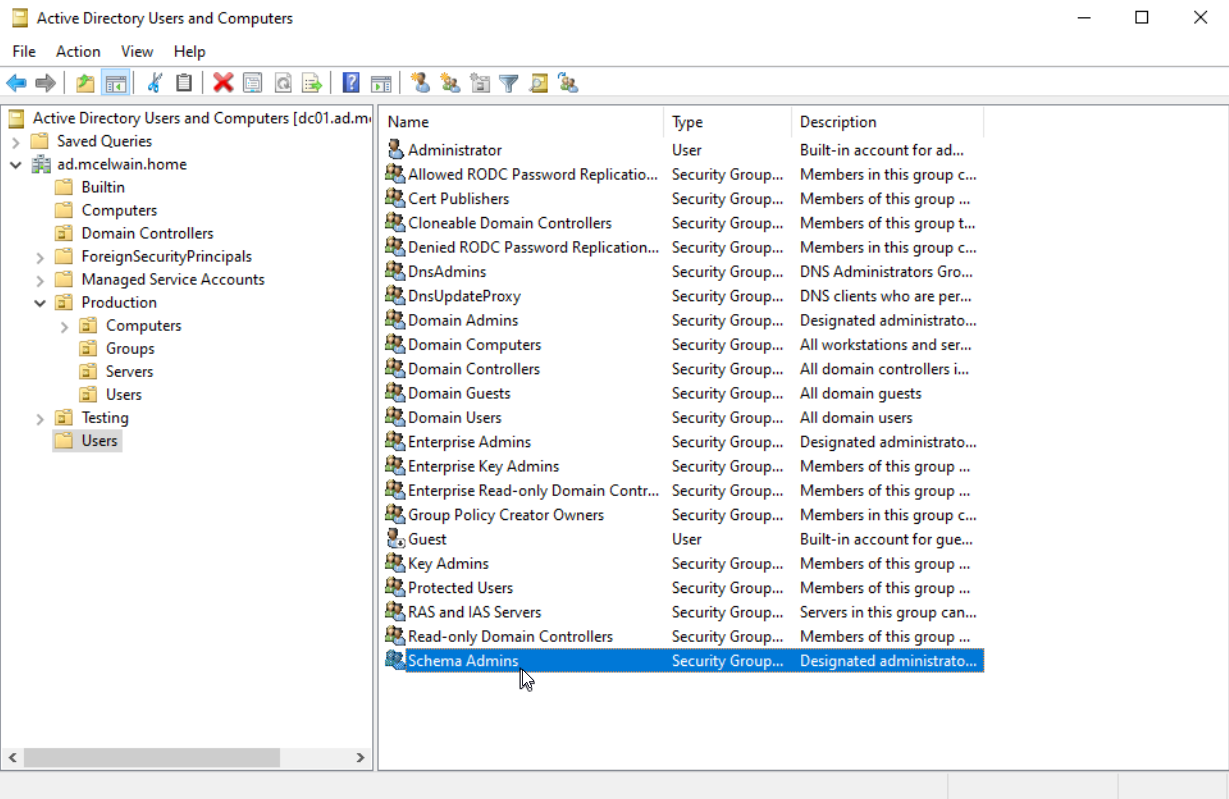 Active Directory Users and Computers
File Action View Help
Active Directory Users and Computers [dc01.ad.m
Saved Queries
ad.mcelwain.home
Builtin
Computers
Domain Controllers
ForeignSecurityPrincipals
Managed Service Accounts
Production
Computers
Groups
Servers
Users
Testing
Users
Name Type Description
Administrator User Built-in account for ad...
Allowed RODC Password Replicatio... Security Group... Members in this group c...
Cert Publishers Security Group... Members of this group ...
Cloneable Domain Controllers Security Group... Members of this group t...
Denied RODC Password Replication... Security Group... Members in this group c...
DnsAdmins Security Group... DNS Administrators Gro...
DnsUpdateProxy Security Group... DNS clients who are per...
Domain Admins Security Group... Designated administrato...
Domain Computers Security Group... All workstations and ser...
Domain Controllers Security Group... All domain controllers i...
Domain Guests Security Group... All domain guests
Domain Users Security Group... All domain users
Enterprise Admins Security Group... Designated administrato...
Enterprise Key Admins Security Group... Members of this group ...
Enterprise Read-only Domain Contr... Security Group... Members of this group ...
Group Policy Creator Owners Security Group... Members in this group c...
Guest User Built-in account for gue...
Key Admins Security Group... Members of this group ...
Protected Users Security Group... Members of this group ...
RAS and IAS Servers Security Group... Servers in this group can...
Read-only Domain Controllers Security Group... Members of this group ...
Schema Admins Security Group... Designated administrato...